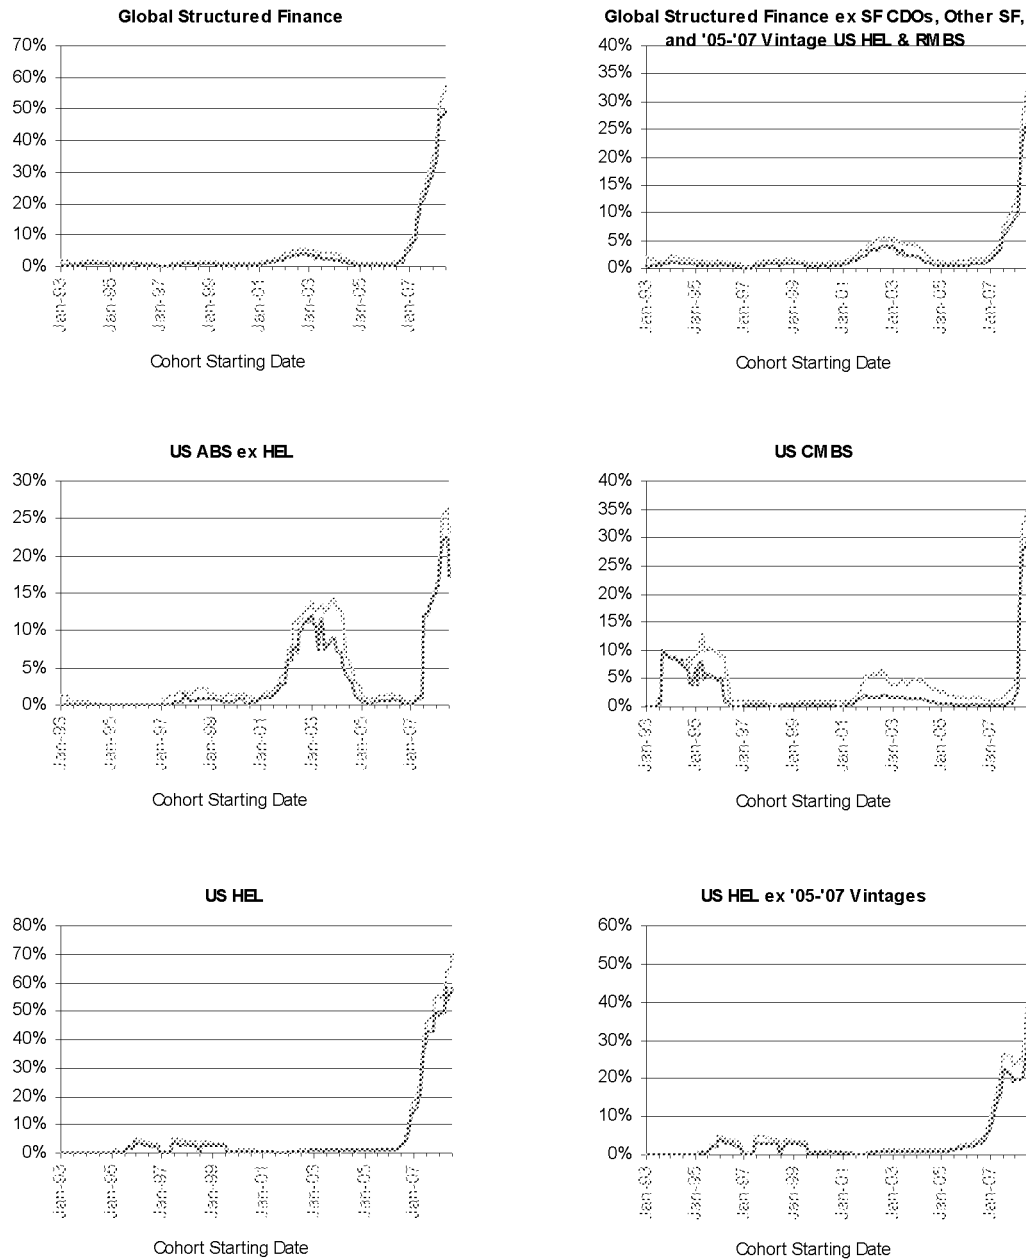 Global Structured Finance
70%
60%
50%
40%
30%
20%
10%
0%
Jan-93
Jan-95
Jan-97
Jan-99
Jan-01
Jan-03
Jan-05
Jan-07
Cohort Starting Date
Global Structured Finance ex SF CDOs, Other SF,
and '05-'07 Vintage US HEL & RMBS
40%
35%
30%
25%
20%
15%
10%
5%
0%
Jan-93
Jan-95
Jan-97
Jan-99
Jan-01
Jan-03
Jan-05
Jan-07
Cohort Starting Date
US ABS ex HEL
30%
25%
20%
15%
10%
5%
0%
Jan-93
Jan-95
Jan-97
Jan-99
Jan-01
Jan-03
Jan-05
Jan-07
Cohort Starting Date
US CMBS
40%
35%
30%
25%
20%
15%
10%
5%
0%
Jan-93
Jan-95
Jan-97
Jan-99
Jan-01
Jan-03
Jan-05
Jan-07
Cohort Starting Date
US HEL
80%
70%
60%
50%
40%
30%
20%
10%
0%
Jan-93
Jan-95
Jan-97
Jan-99
Jan-01
Jan-03
Jan-05
Jan-07
Cohort Starting Date
US HEL ex '05-'07 Vintages
60%
50%
40%
30%
20%
10%
0%
Jan-93
Jan-95
Jan-97
Jan-99
Jan-01
Jan-03
Jan-05
Jan-07
Cohort Starting Date